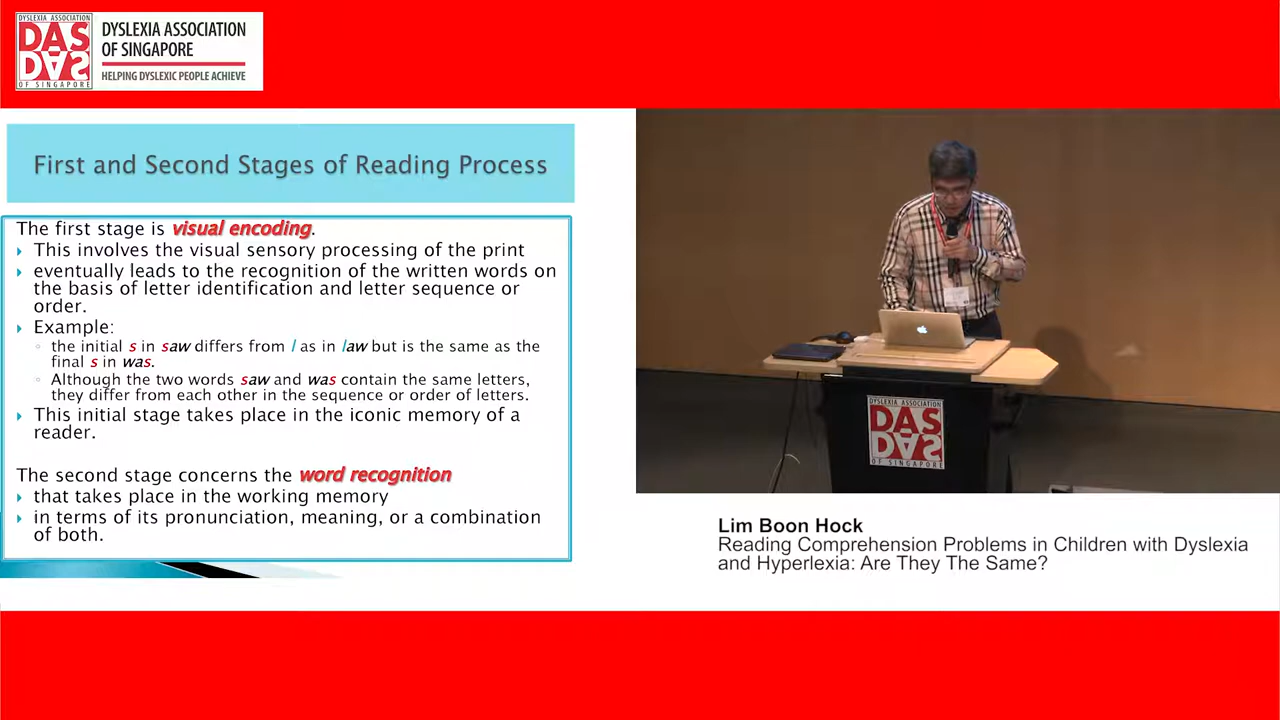 DYSLEXIA ASSOCIATION
DAS
DAS
OF SINGAPORE
DYSLEXIA ASSOCIATION
OF SINGAPORE
HELPING DYSLEXIC PEOPLE ACHIEVE
First and Second Stages of Reading Process
The first stage is visual encoding.
This involves the visual sensory processing of the print
eventually leads to the recognition of the written words on
the basis of letter identification and letter sequence or
order.
Example:
the initial s in saw differs from l as in law but is the same as the
final s in was.
Although the two words saw and was contain the same letters,
they differ from each other in the sequence or order of letters.
This initial stage takes place in the iconic memory of a
reader.
The second stage concerns the word recognition
that takes place in the working memory
in terms of its pronunciation, meaning, or a combination
of both.
DYSLEXIA ASSOCIATION
DAS
DAS
OF SINGAPORE
Lim Boon Hock
Reading Comprehension Problems in Children with Dyslexia
and Hyperlexia: Are They The Same?